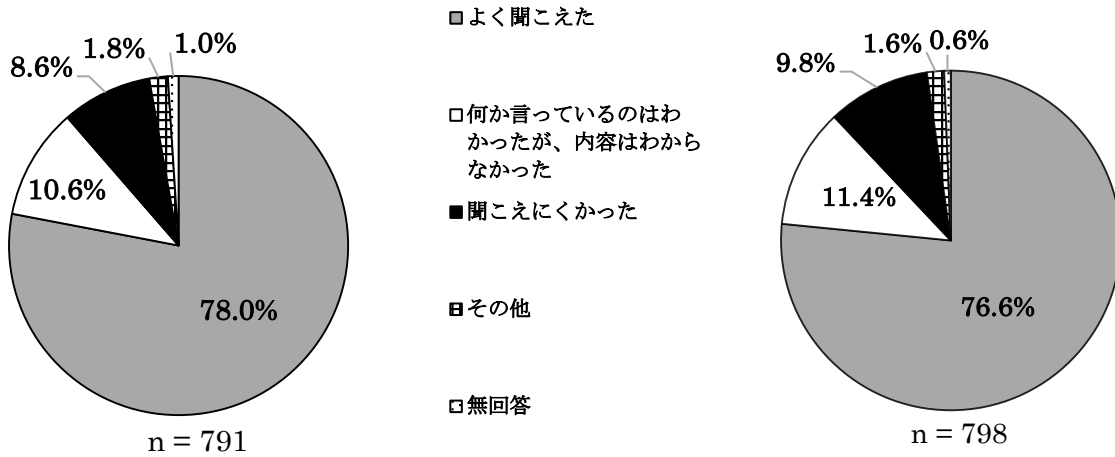 8.6%
1.8%
1.0%
10.6%
78.0%
n = 791
よく聞こえた
何か言っているのはわ
かったが、内容はわから
なかった
聞こえにくかった
その他
無回答
9.8%
1.6%
0.6%
11.4%
76.6%
n = 798